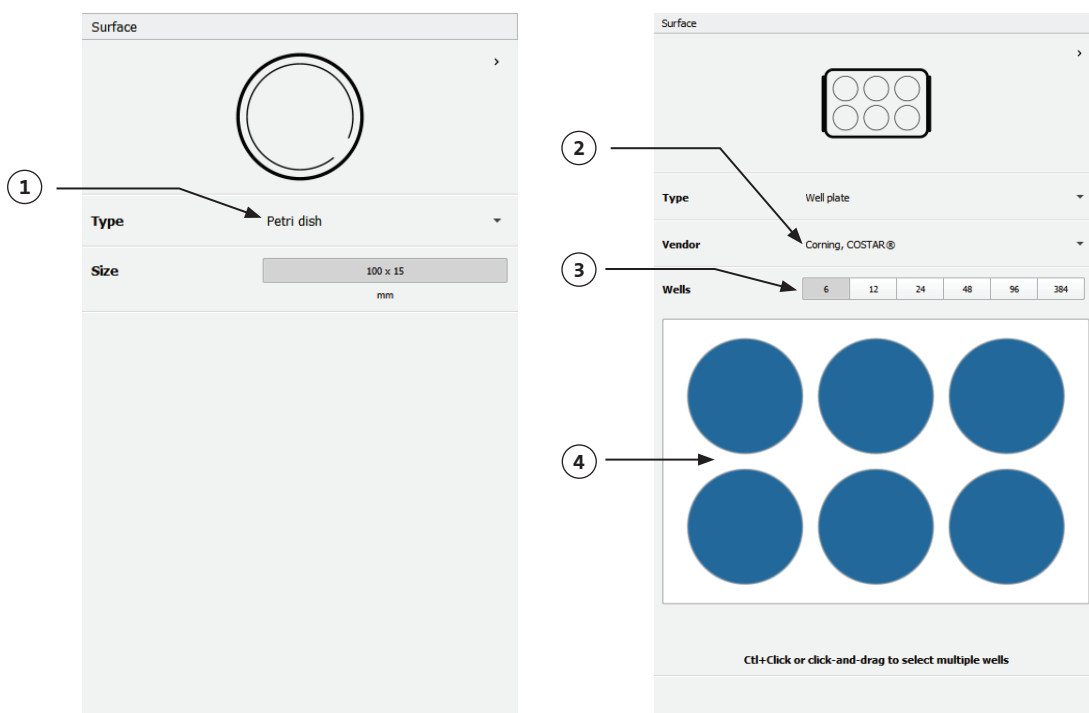 Surface
›
1
Type Petri dish
Size 100 x 15
mm
Surface
›
2
Type Well plate
Vendor Corning, COSTAR®
3
Wells 6 12 24 48 96 384
4
Ctl+Click or click-and-drag to select multiple wells